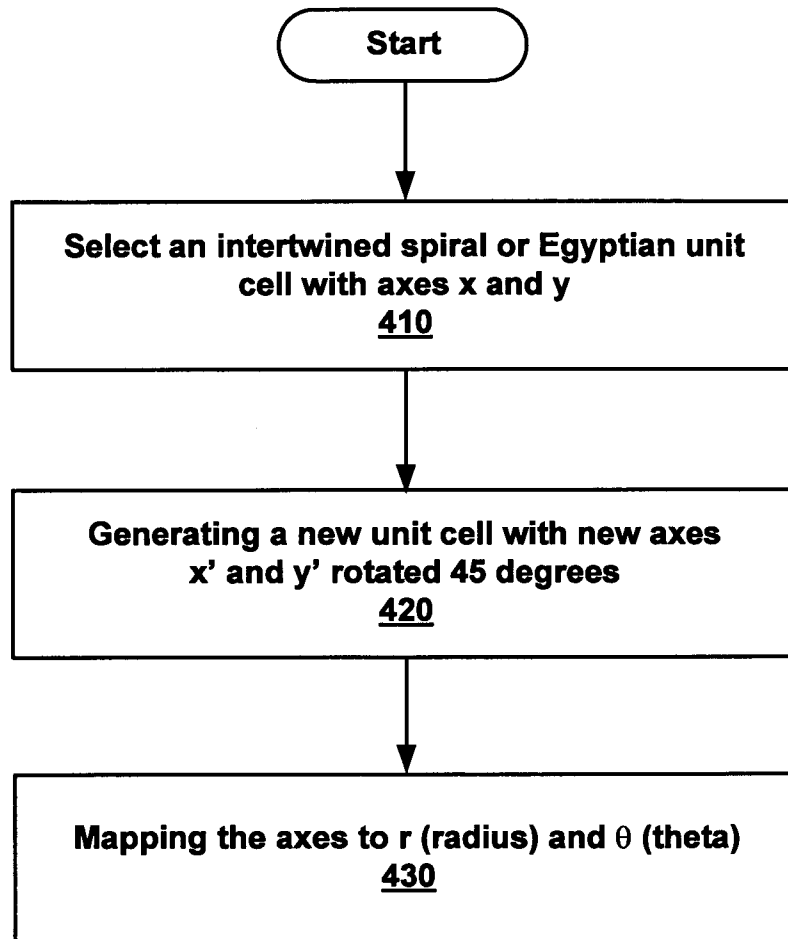 Start
Select an intertwined spiral or Egyptian unit
cell with axes x and y
410
Generating a new unit cell with new axes
x' and y' rotated 45 degrees
420
Mapping the axes to r (radius) and θ (theta)
430